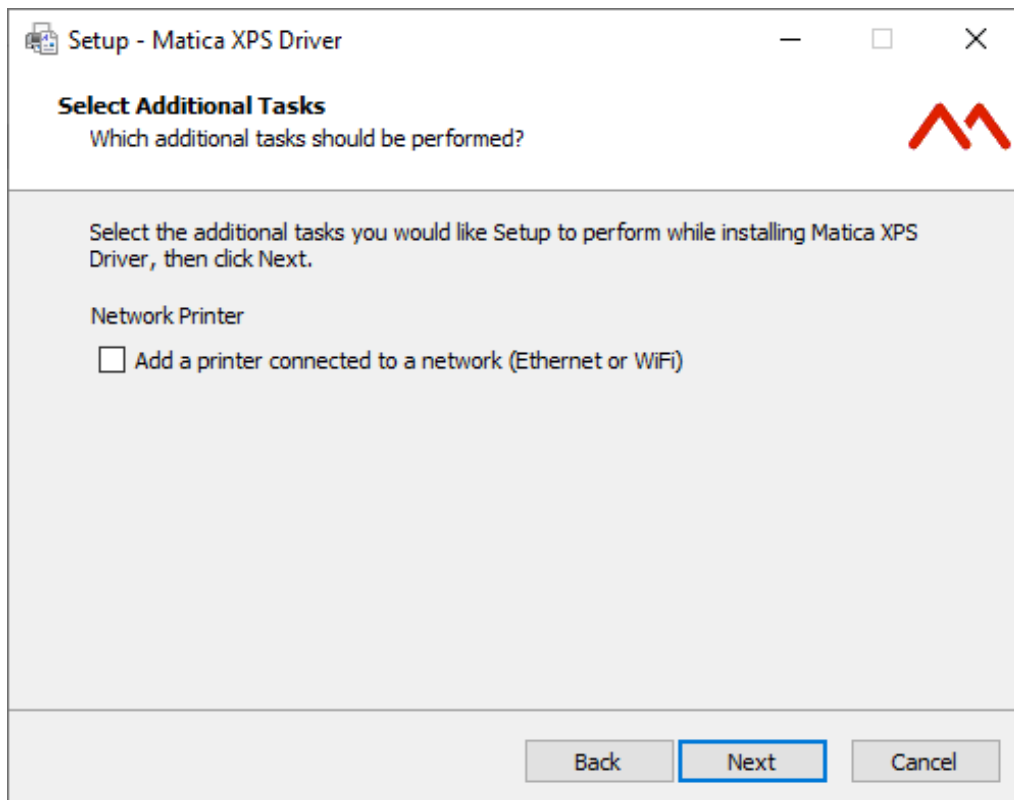 Setup - Matica XPS Driver
Select Additional Tasks
Which additional tasks should be performed?
Select the additional tasks you would like Setup to perform while installing Matica XPS
Driver, then click Next.
Network Printer
Add a printer connected to a network (Ethernet or WiFi)
Back
Next
Cancel